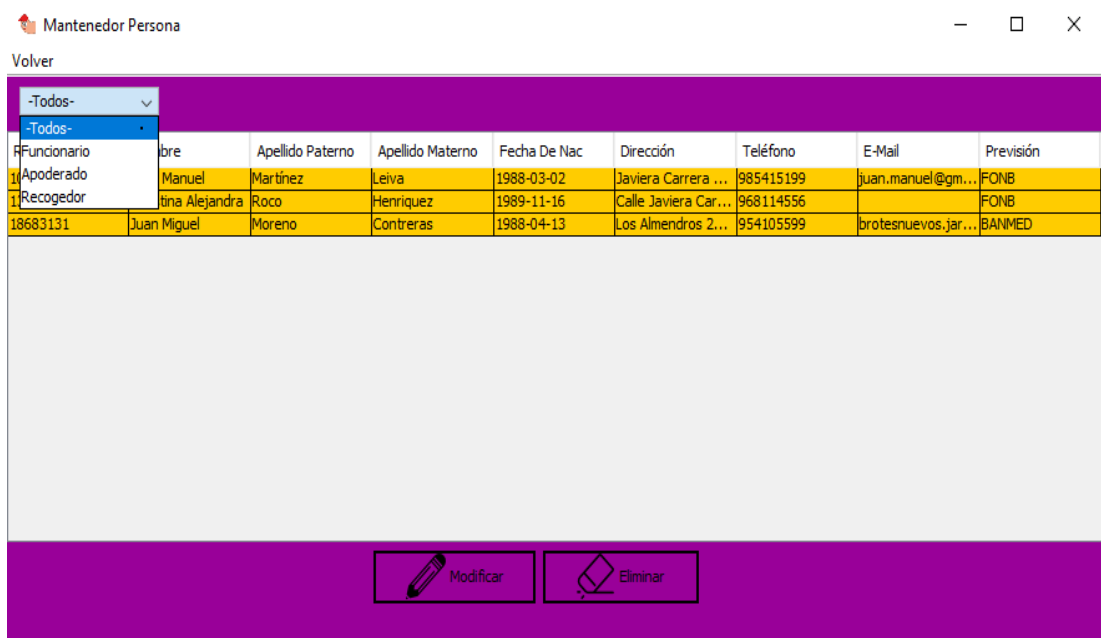 Mantenedor Persona
Volver
-Todos-
-Todos-
Funcionario
Apoderado
Recogedor
Apellido Paterno Apellido Materno Fecha De Nac Dirección Teléfono E-Mail Previsión
Manuel Martínez Leiva 1988-03-02 Javiera Carrera ... 985415199 juan.manuel@gm... FONB
Alejandra Roco Henriquez 1989-11-16 Calle Javiera Car... 968114556 FONB
18683131 Juan Miguel Moreno Contreras 1988-04-13 Los Almendros 2... 954105599 brotesnuevos.jar... BANMED
Modificar Eliminar